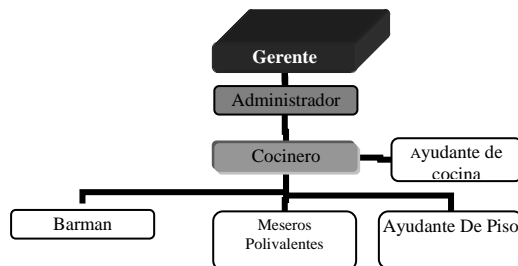 Gerente
Administrador
Cocinero
Ayudante de
cocina
Barman
Meseros
Polivalentes
Ayudante De Piso